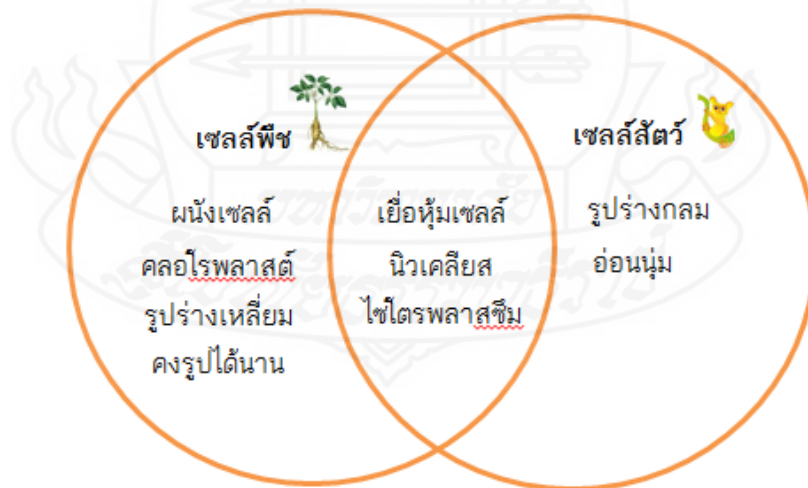 เซลล์พืช
ผนังเซลล์
คลอโรพลาสต์
รูปร่างเหลี่ยม
คงรูปได้นาน
เยื่อหุ้มเซลล์
นิวเคลียส
ไซโตรพลาสซึม
เซลล์สัตว์
รูปร่างกลม
อ่อนนุ่ม